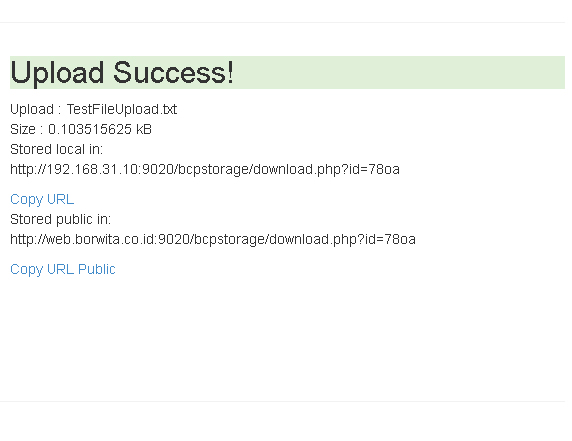 Upload Success!
Upload : TestFileUpload.txt
Size : 0.103515625 kB
Stored local in:
http://192.168.31.10:9020/bcpstorage/download.php?id=78oa
Copy URL
Stored public in:
http://web.borwita.co.id:9020/bcpstorage/download.php?id=78oa
Copy URL Public